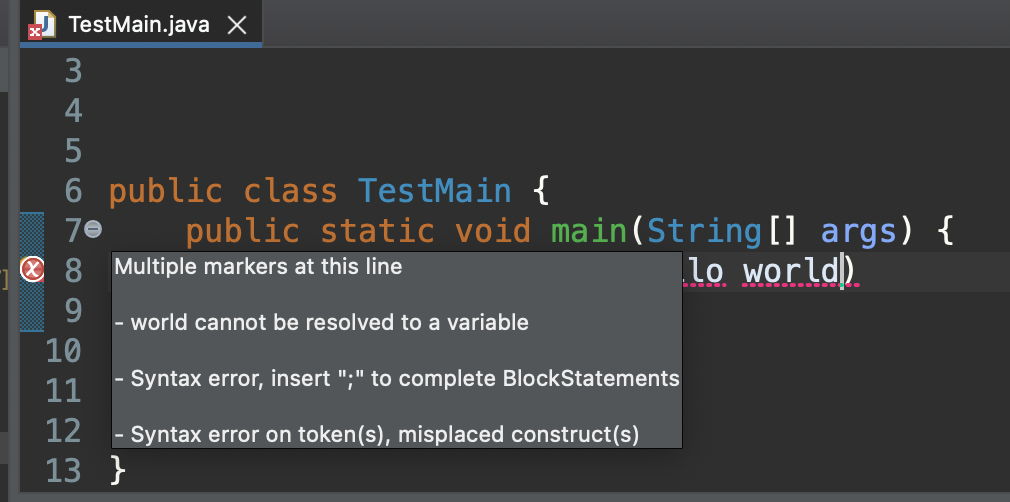 TestMain.java
3
4
5
6 public class TestMain {
7 public static void main(String[] args) {
8 lo world)
Multiple markers at this line
- world cannot be resolved to a variable
- Syntax error, insert ";" to complete BlockStatements
- Syntax error on token(s), misplaced construct(s)
9
10
11
12
13 }